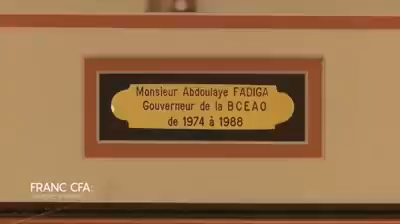 Monsieur Abdoulaye FADIGA
Gouverneur de la BCEAO
de 1974 à 1988
FRANC CFA